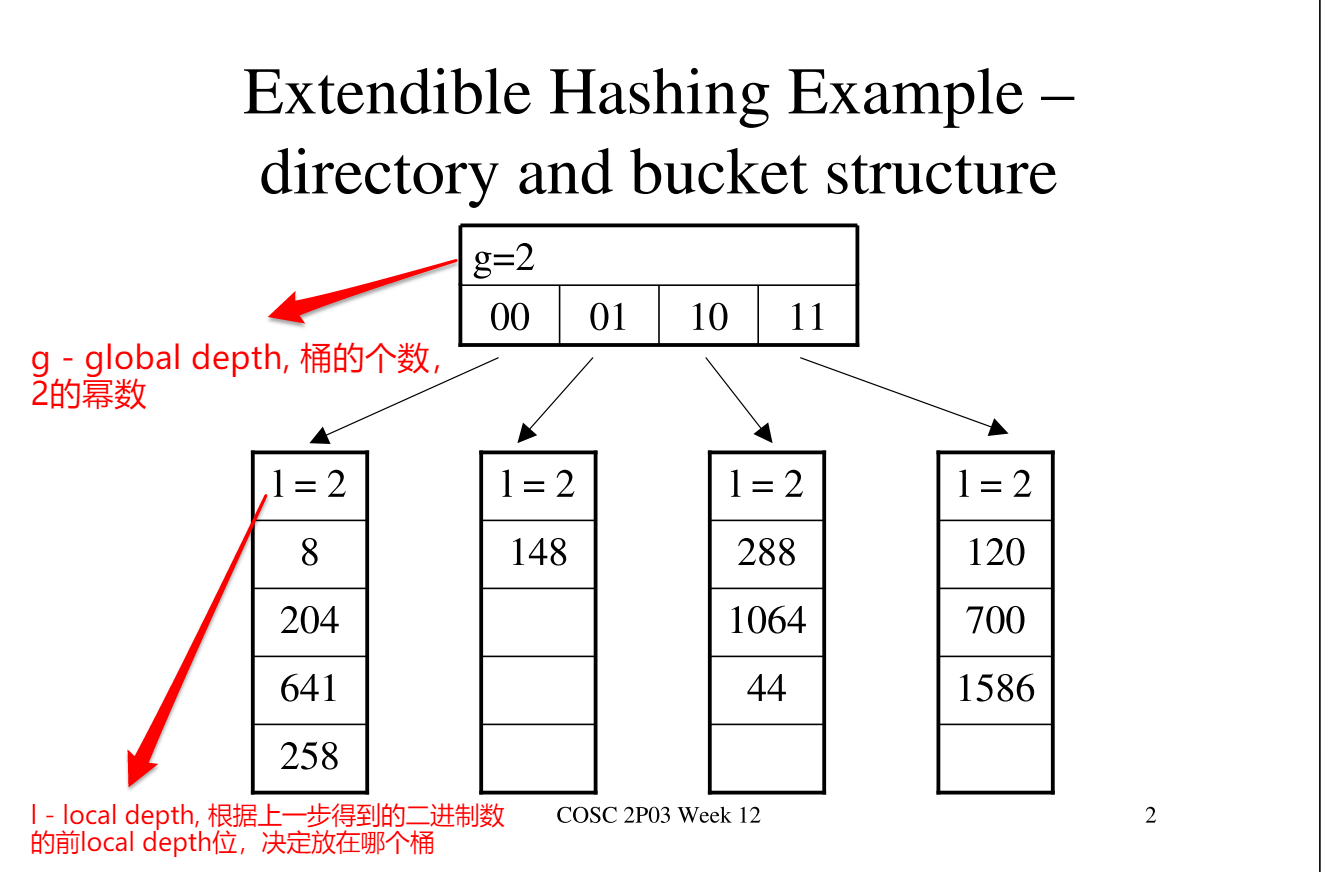 Extendible Hashing Example –
directory and bucket structure
g=2
00 01 10 11
g - global depth, 桶的个数，
2的幂数
l = 2 l = 2 l = 2 l = 2
8 148 288 120
204 1064 700
641 44 1586
258
l - local depth, 根据上一步得到的二进制数
的前local depth位，决定放在哪个桶
COSC 2P03 Week 12
2